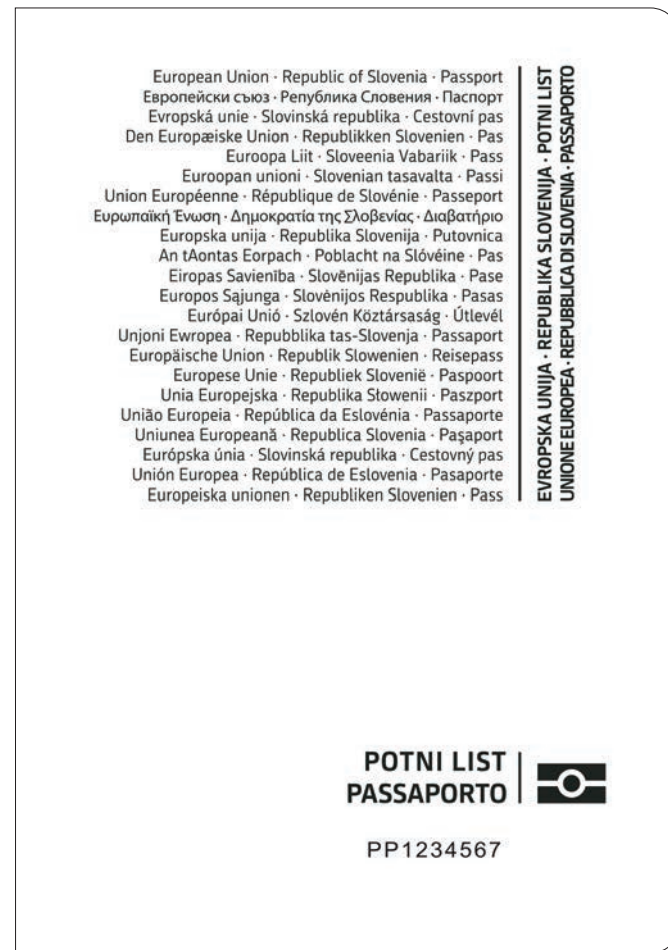 European Union · Republic of Slovenia · Passport
Европейски съюз · Република Словения · Паспорт
Evropská unie · Slovinská republika · Cestovní pas
Den Europæiske Union · Republikken Slovenien · Pas
Euroopa Liit · Sloveenia Vabariik · Pass
Euroopan unioni · Slovenian tasavalta · Passi
Union Européenne · République de Slovénie · Passeport
Ευρωπαϊκή Ένωση · Δημοκρατία της Σλοβενίας · Διαβατήριο
Europska unija · Republika Slovenija · Putovnica
An tAontas Eorpach · Poblacht na Slóvéine · Pas
Eiropas Savienība · Slovēnijas Republika · Pase
Europos Sąjunga · Slovėnijos Respublika · Pasas
Európai Unió · Szlovén Köztársaság · Útlevél
Unjoni Ewropea · Repubblika tas-Slovenja · Passaport
Europäische Union · Republik Slowenien · Reisepass
Europese Unie · Republiek Slovenië · Paspoort
Unia Europejska · Republika Słowenii · Paszport
União Europeia · República da Eslovénia · Passaporte
Uniunea Europeană · Republica Slovenia · Paşaport
Európska únia · Slovinská republika · Cestovný pas
Unión Europea · República de Eslovenia · Pasaporte
Europeiska unionen · Republiken Slovenien · Pass
EVROPSKA UNIJA · REPUBLIKA SLOVENIJA · POTNI LIST
UNIONE EUROPEA · REPUBBLICA DI SLOVENIA · PASSAPORTO
POTNI LIST
PASSAPORTO
PP1234567